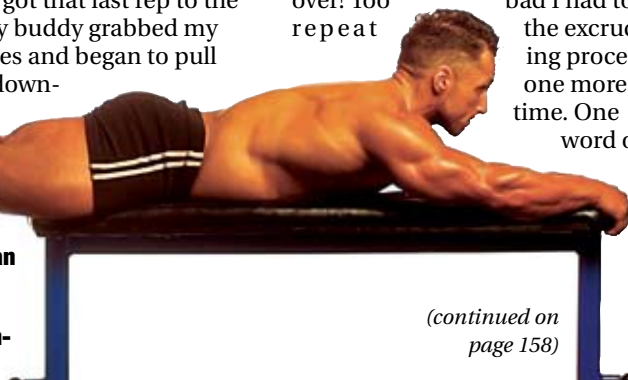 got that last rep to the
y buddy grabbed my
es and began to pull
down-
over! Too
repeat
bad I had to
the excruc
ing proce
one more
time. One
word o
an
n-
(continued on
page 158)